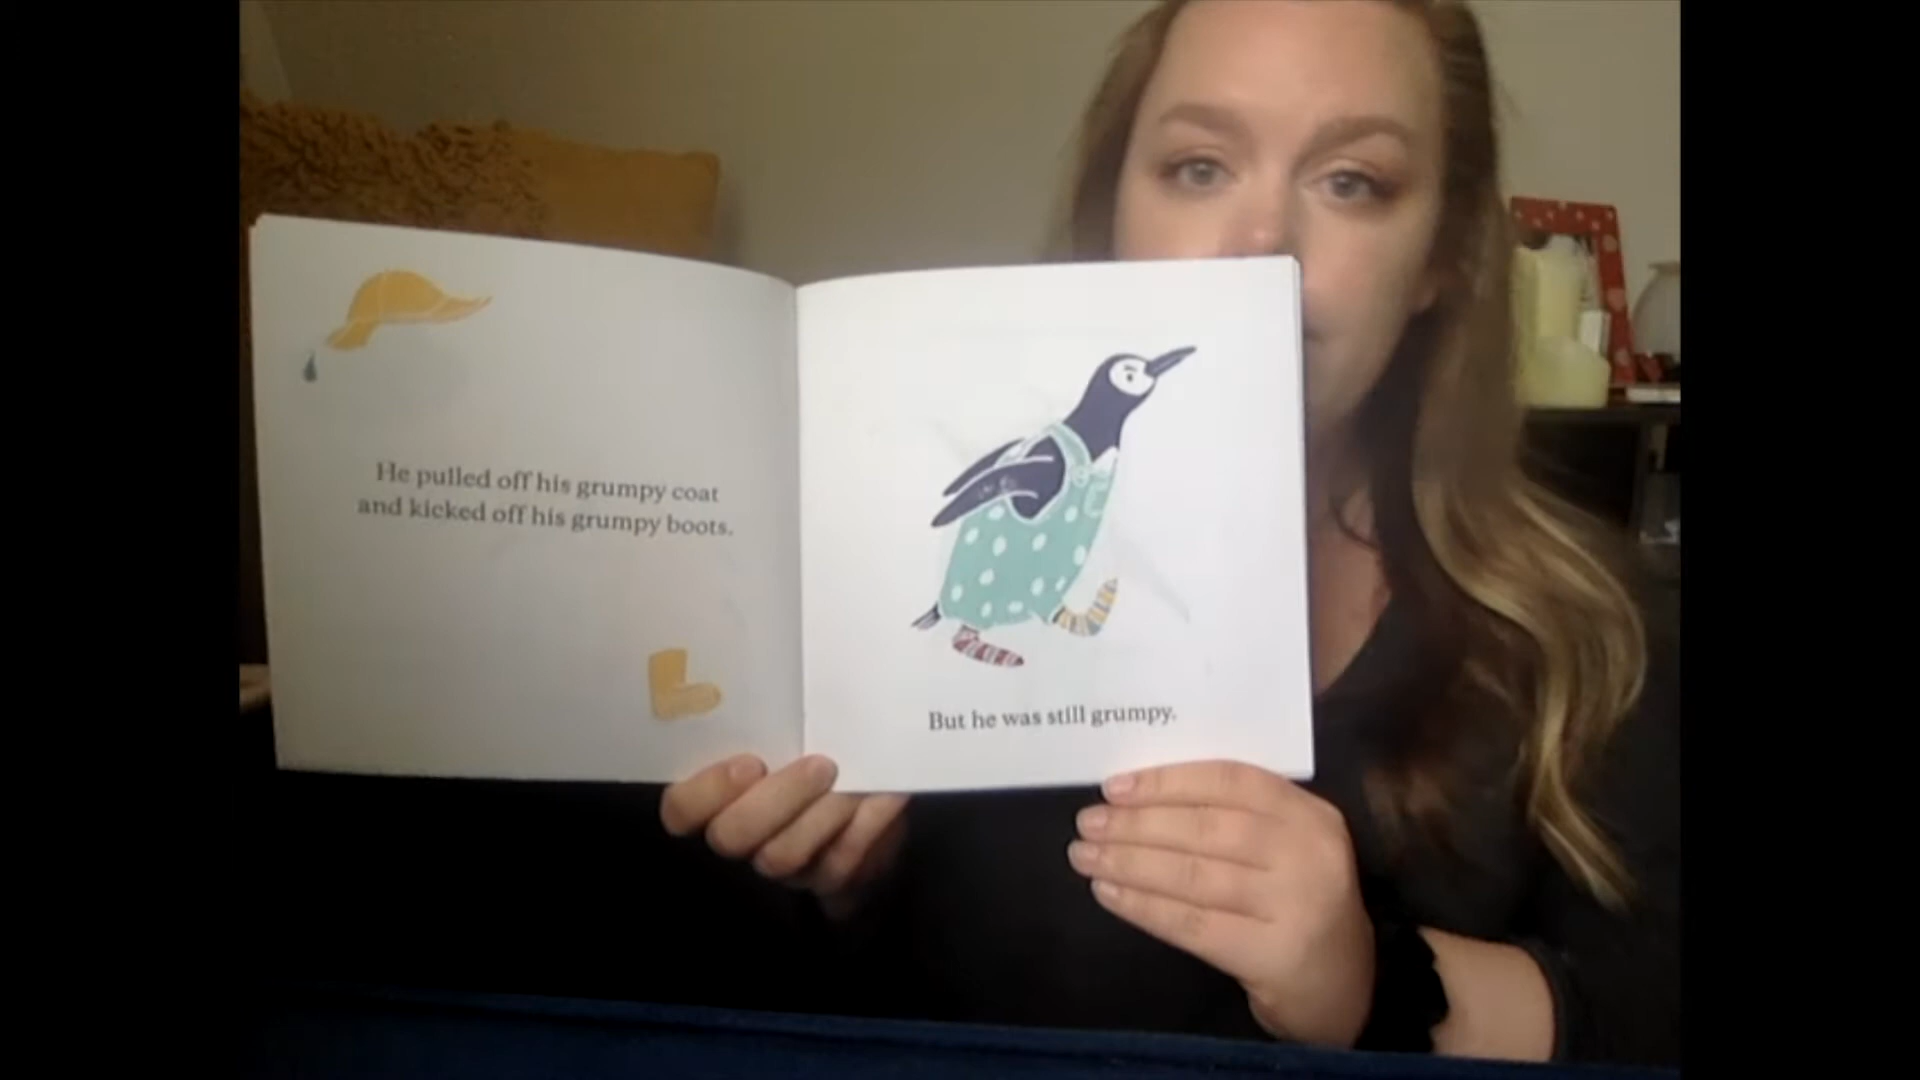 He pulled off his grumpy coat
and kicked off his grumpy boots.
But he was still grumpy.